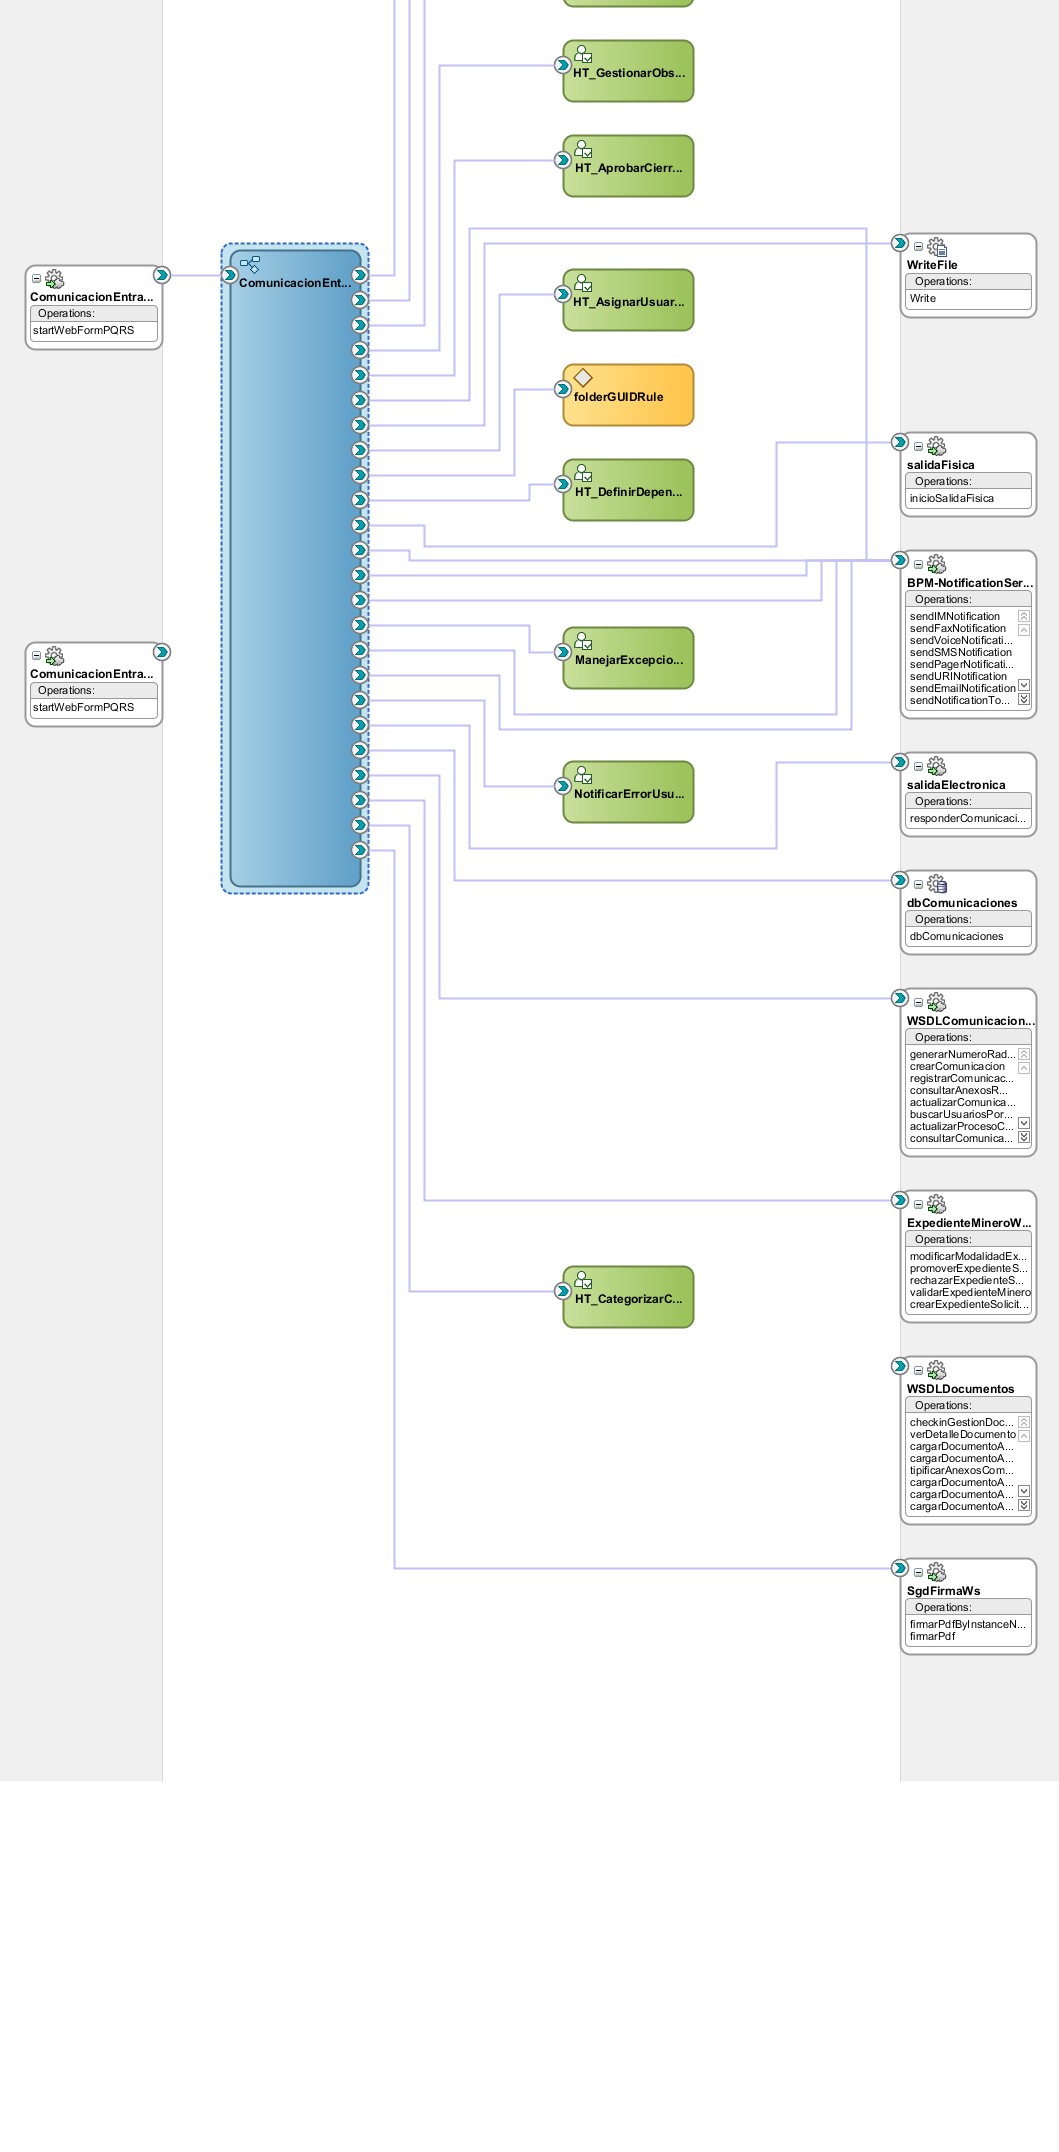 HT_GestionarObs...
HT_AprobarCierr...
ComunicacionEntra...
Operations:
startWebFormPQRS
ComunicacionEnt...
HT_AsignarUsuar...
folderGUIDRule
HT_DefinirDepen...
WriteFile
Operations:
Write
salidaFisica
Operations:
inicioSalidaFisica
ComunicacionEntra...
Operations:
startWebFormPQRS
ManejarExcepcio...
BPM-NotificationSer...
Operations:
sendIMNotification
sendFaxNotification
sendVoiceNotificati...
sendSMSNotification
sendPagerNotificati...
sendURINotification
sendEmailNotification
sendNotificationTo...
NotificarErrorUsu...
salidaElectronica
Operations:
responderComunicaci...
dbComunicaciones
Operations:
dbComunicaciones
WSDLComunicacion...
Operations:
generarNumeroRad...
crearComunicacion
registrarComunicac...
consultarAnexosR...
actualizarComunica...
buscarUsuariosPor...
actualizarProcesoC...
consultarComunica...
ExpedienteMineroW...
Operations:
modificarModalidadEx...
promoverExpedienteS...
rechazarExpedienteS...
validarExpedienteMinero
crearExpedienteSolicit...
HT_CategorizarC...
WSDLDocumentos
Operations:
checkinGestionDoc...
verDetalleDocumento
cargarDocumentoA...
cargarDocumentoA...
tipificarAnexosCom...
cargarDocumentoA...
cargarDocumentoA...
cargarDocumentoA...
SgdFirmaWs
Operations:
firmarPdfByInstanceN...
firmarPdf